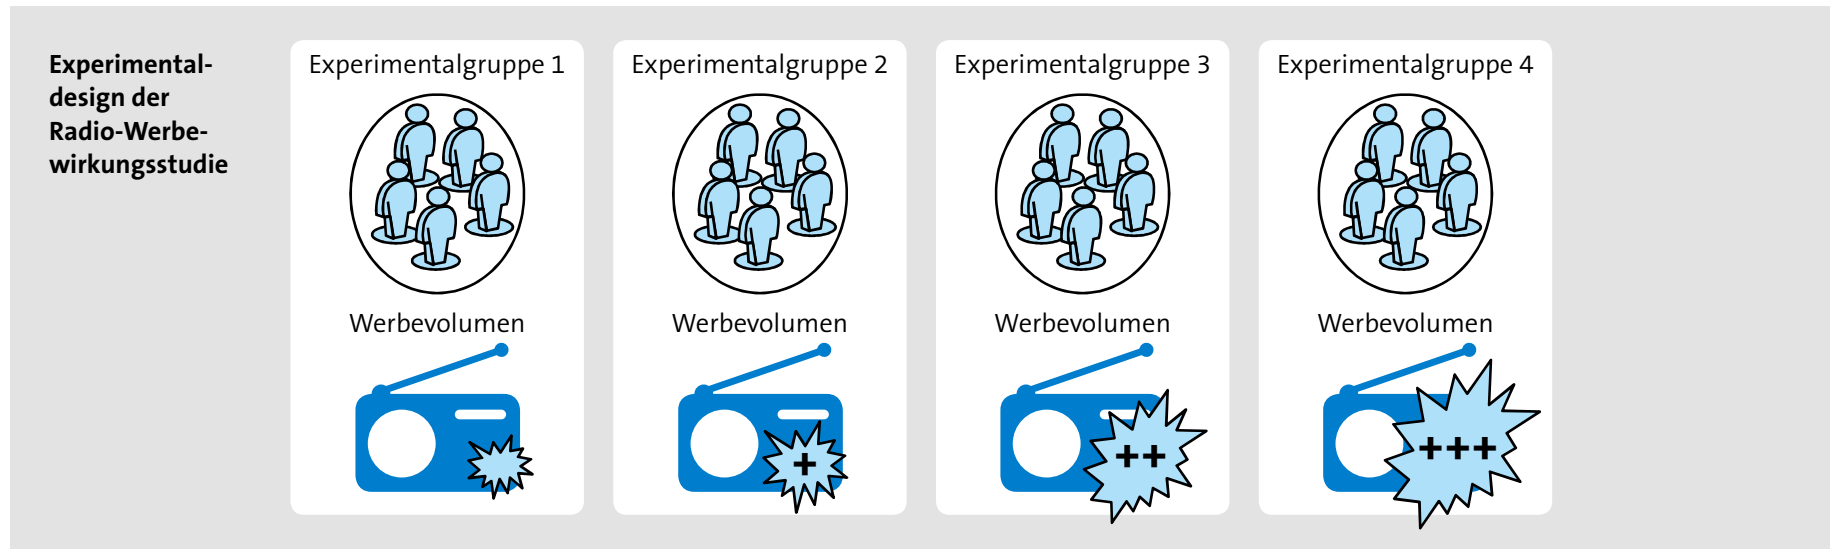 Experimental-
design der
Radio-Werbe-
wirkungsstudie
Experimentalgruppe 1
Werbevolumen
Experimentalgruppe 2
Werbevolumen
+
Experimentalgruppe 3
Werbevolumen
++
Experimentalgruppe 4
Werbevolumen
+++